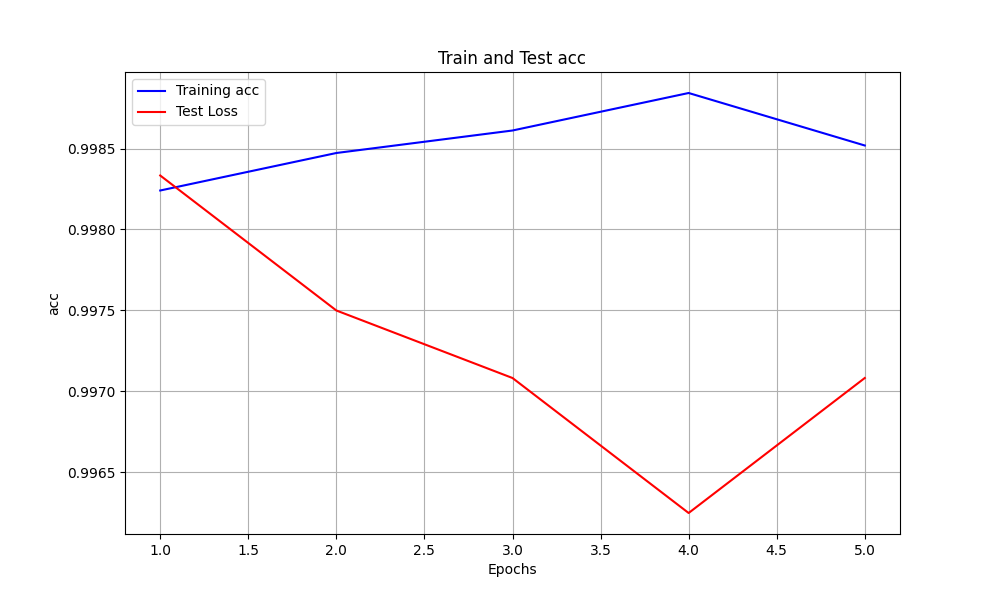 Train and Test acc
Training acc
Test Loss
0.9985
0.9980
0.9975
0.9970
0.9965
acc
1.0 1.5 2.0 2.5 3.0 3.5 4.0 4.5 5.0
Epochs